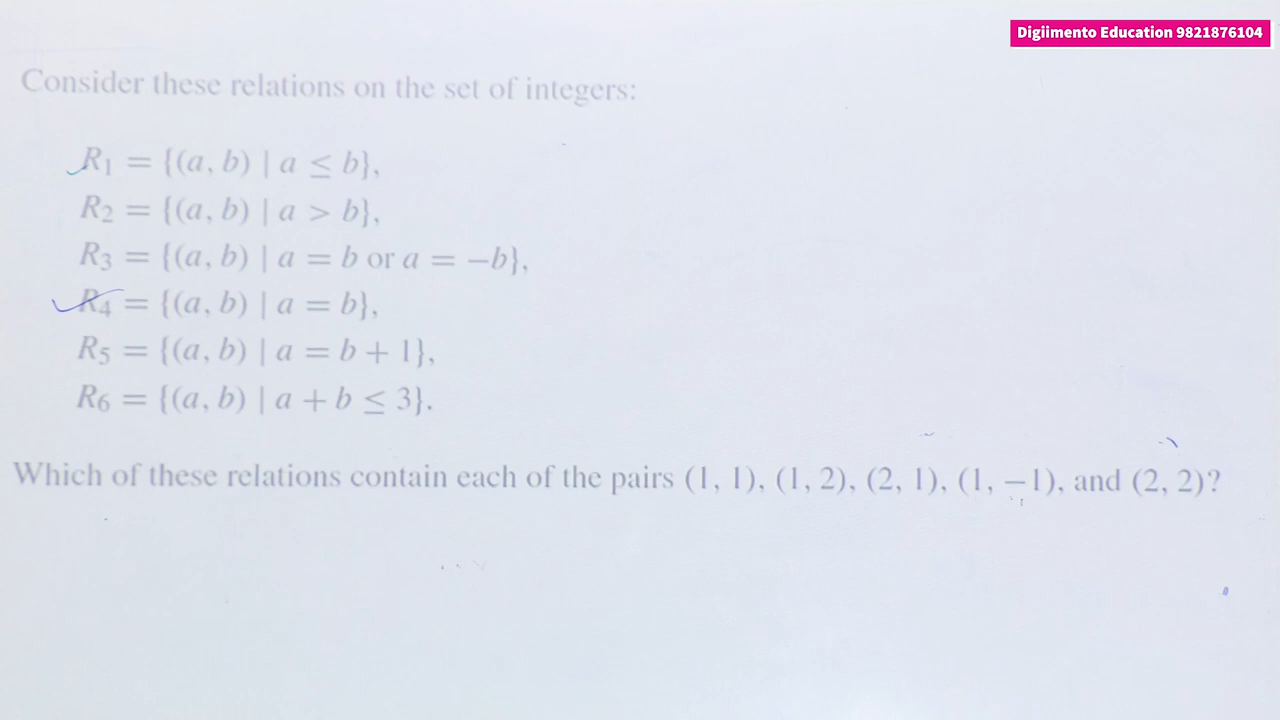 Digiimento Education 9821876104
Consider these relations on the set of integers:
R₁ = {(a, b) | a ≤ b},
R₂ = {(a, b) | a > b},
R₃ = {(a, b) | a = b or a = −b},
R₄ = {(a, b) | a = b},
R₅ = {(a, b) | a = b + 1},
R₆ = {(a, b) | a + b ≤ 3}.
Which of these relations contain each of the pairs (1, 1), (1, 2), (2, 1), (1, −1), and (2, 2)?